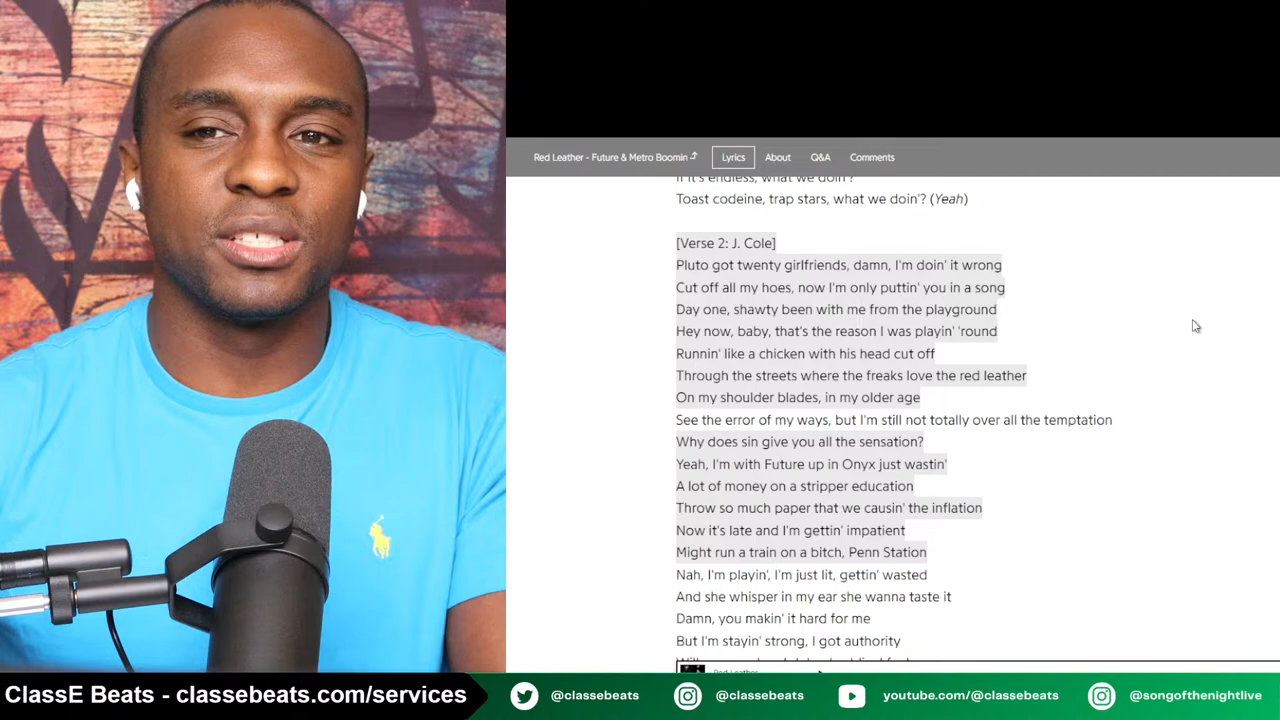 Red Leather - Future & Metro Boomin
Lyrics
About
Q&A
Comments
If it's endless, what we doin'?
Toast codeine, trap stars, what we doin'? (Yeah)
[Verse 2: J. Cole]
Pluto got twenty girlfriends, damn, I'm doin' it wrong
Cut off all my hoes, now I'm only puttin' you in a song
Day one, shawty been with me from the playground
Hey now, baby, that's the reason I was playin' 'round
Runnin' like a chicken with his head cut off
Through the streets where the freaks love the red leather
On my shoulder blades, in my older age
See the error of my ways, but I'm still not totally over all the temptation
Why does sin give you all the sensation?
Yeah, I'm with Future up in Onyx just wastin'
A lot of money on a stripper education
Throw so much paper that we causin' the inflation
Now it's late and I'm gettin' impatient
Might run a train on a bitch, Penn Station
Nah, I'm playin', I'm just lit, gettin' wasted
And she whisper in my ear she wanna taste it
Damn, you makin' it hard for me
But I'm stayin' strong, I got authority
Red Leather
ClassE Beats - classebeats.com/services
@classebeats
@classebeats
youtube.com/@classebeats
@songofthenightlive